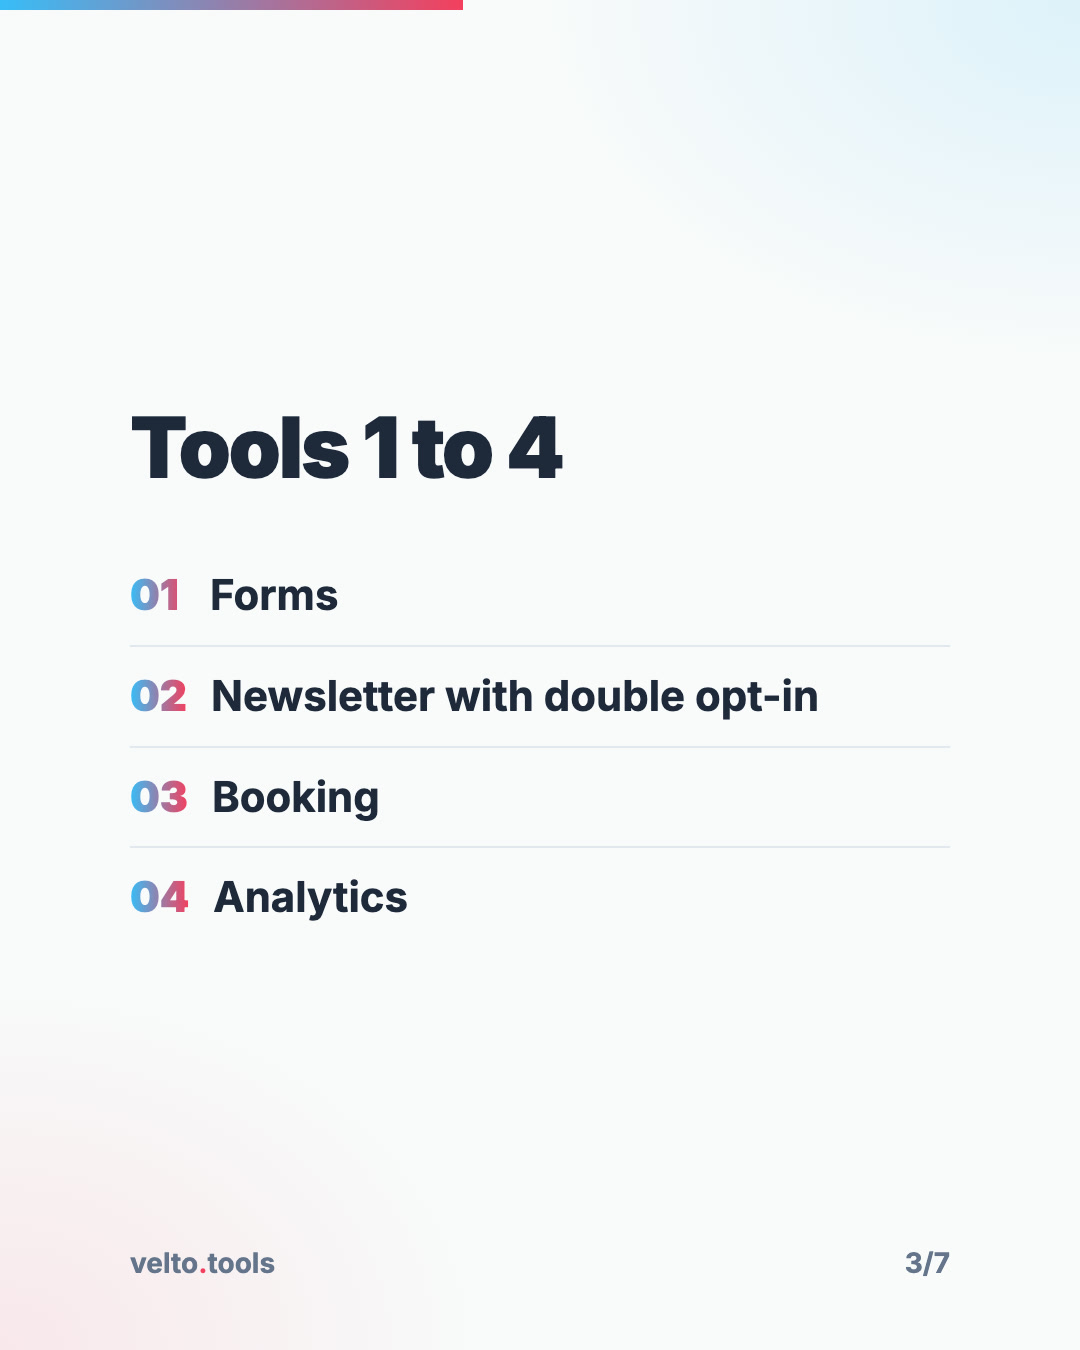 Tools 1 to 4
01 Forms
02 Newsletter with double opt-in
03 Booking
04 Analytics
velto.tools
3/7